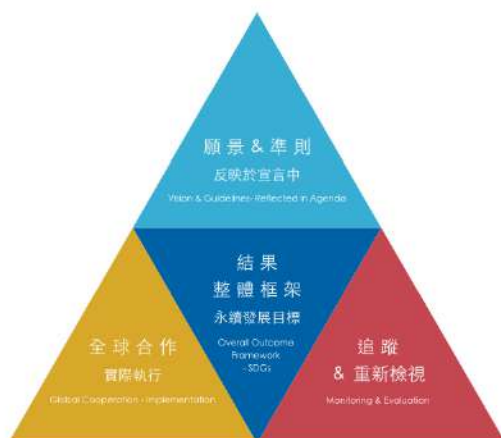 願景 & 準則
反映於宣言中
Vision & Guidelines- Reflected in Agenda
結果
整體框架
永續發展目標
Overall Outcome
Framework
- SDGs
全球合作
實際執行
Global Cooperation - Implementation
追蹤
& 重新檢視
Monitoring & Evaluation